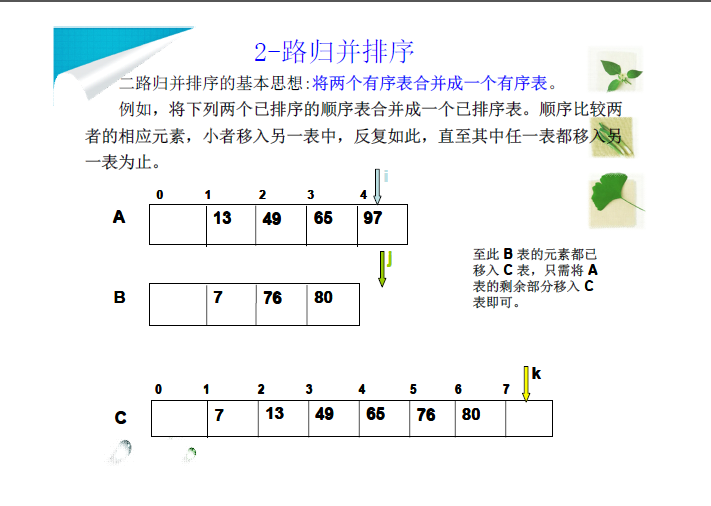 2-路归并排序
二路归并排序的基本思想:将两个有序表合并成一个有序表。
例如，将下列两个已排序的顺序表合并成一个已排序表。顺序比较两
者的相应元素，小者移入另一表中，反复如此，直至其中任一表都移入另
一表为止。
i
0 1 2 3 4
A 13 49 65 97
j
B 7 76 80
至此 B 表的元素都已
移入 C 表，只需将 A
表的剩余部分移入 C
表即可。
k
0 1 2 3 4 5 6 7
C 7 13 49 65 76 80